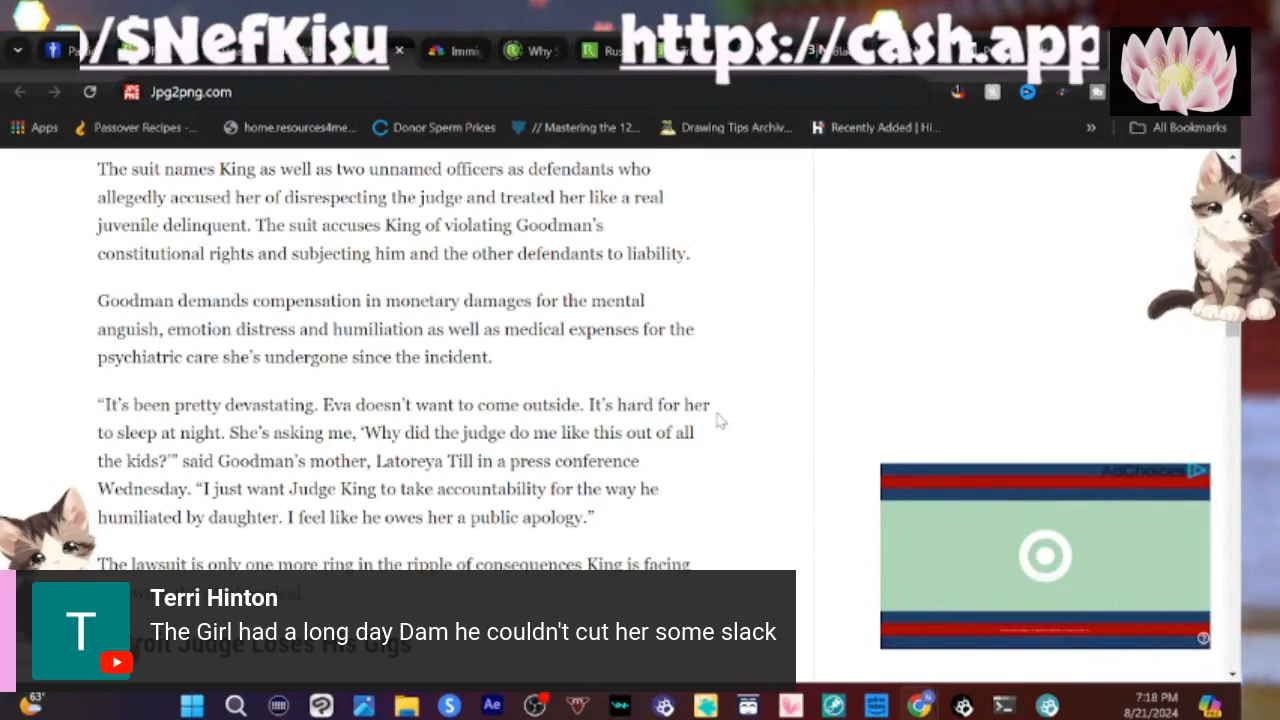 /$NefKisu
https://cash.app
Immi
Why
Ru
Jpg2png.com
Apps
Passover Recipes -...
home.resources4me...
Donor Sperm Prices
// Mastering the 12...
Drawing Tips Archiv...
Recently Added | Hi...
»
All Bookmarks
The suit names King as well as two unnamed officers as defendants who
allegedly accused her of disrespecting the judge and treated her like a real
juvenile delinquent. The suit accuses King of violating Goodman's
constitutional rights and subjecting him and the other defendants to liability.
Goodman demands compensation in monetary damages for the mental
anguish, emotion distress and humiliation as well as medical expenses for the
psychiatric care she's undergone since the incident.
“It's been pretty devastating. Eva doesn't want to come outside. It's hard for her
to sleep at night. She's asking me, ‘Why did the judge do me like this out of all
the kids?’” said Goodman's mother, Latoreya Till in a press conference
Wednesday. “I just want Judge King to take accountability for the way he
humiliated by daughter. I feel like he owes her a public apology.”
The lawsuit is only one more ring in the ripple of consequences King is facing
roit Judge Loses His Gigs
AdChoices
T
Terri Hinton
The Girl had a long day Dam he couldn't cut her some slack
63°
7:18 PM
8/21/2024